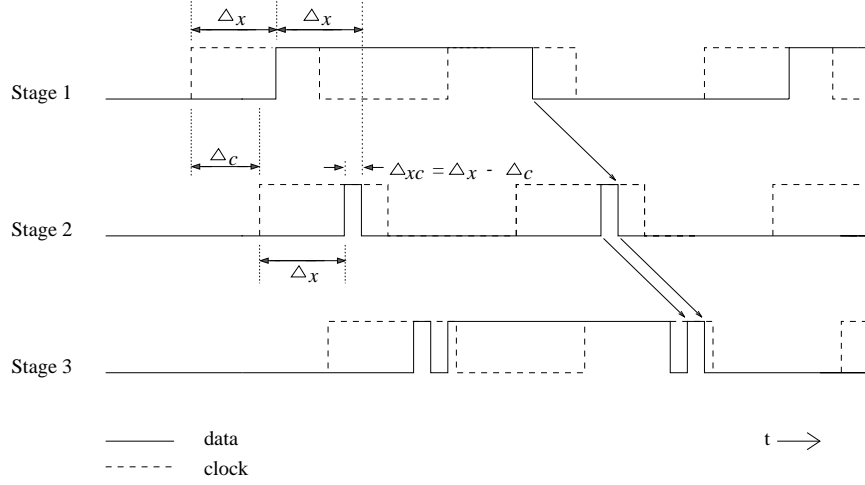 △x △x
Stage 1
△c
△xc = △x - △c
Stage 2
△x
Stage 3
data
t
clock